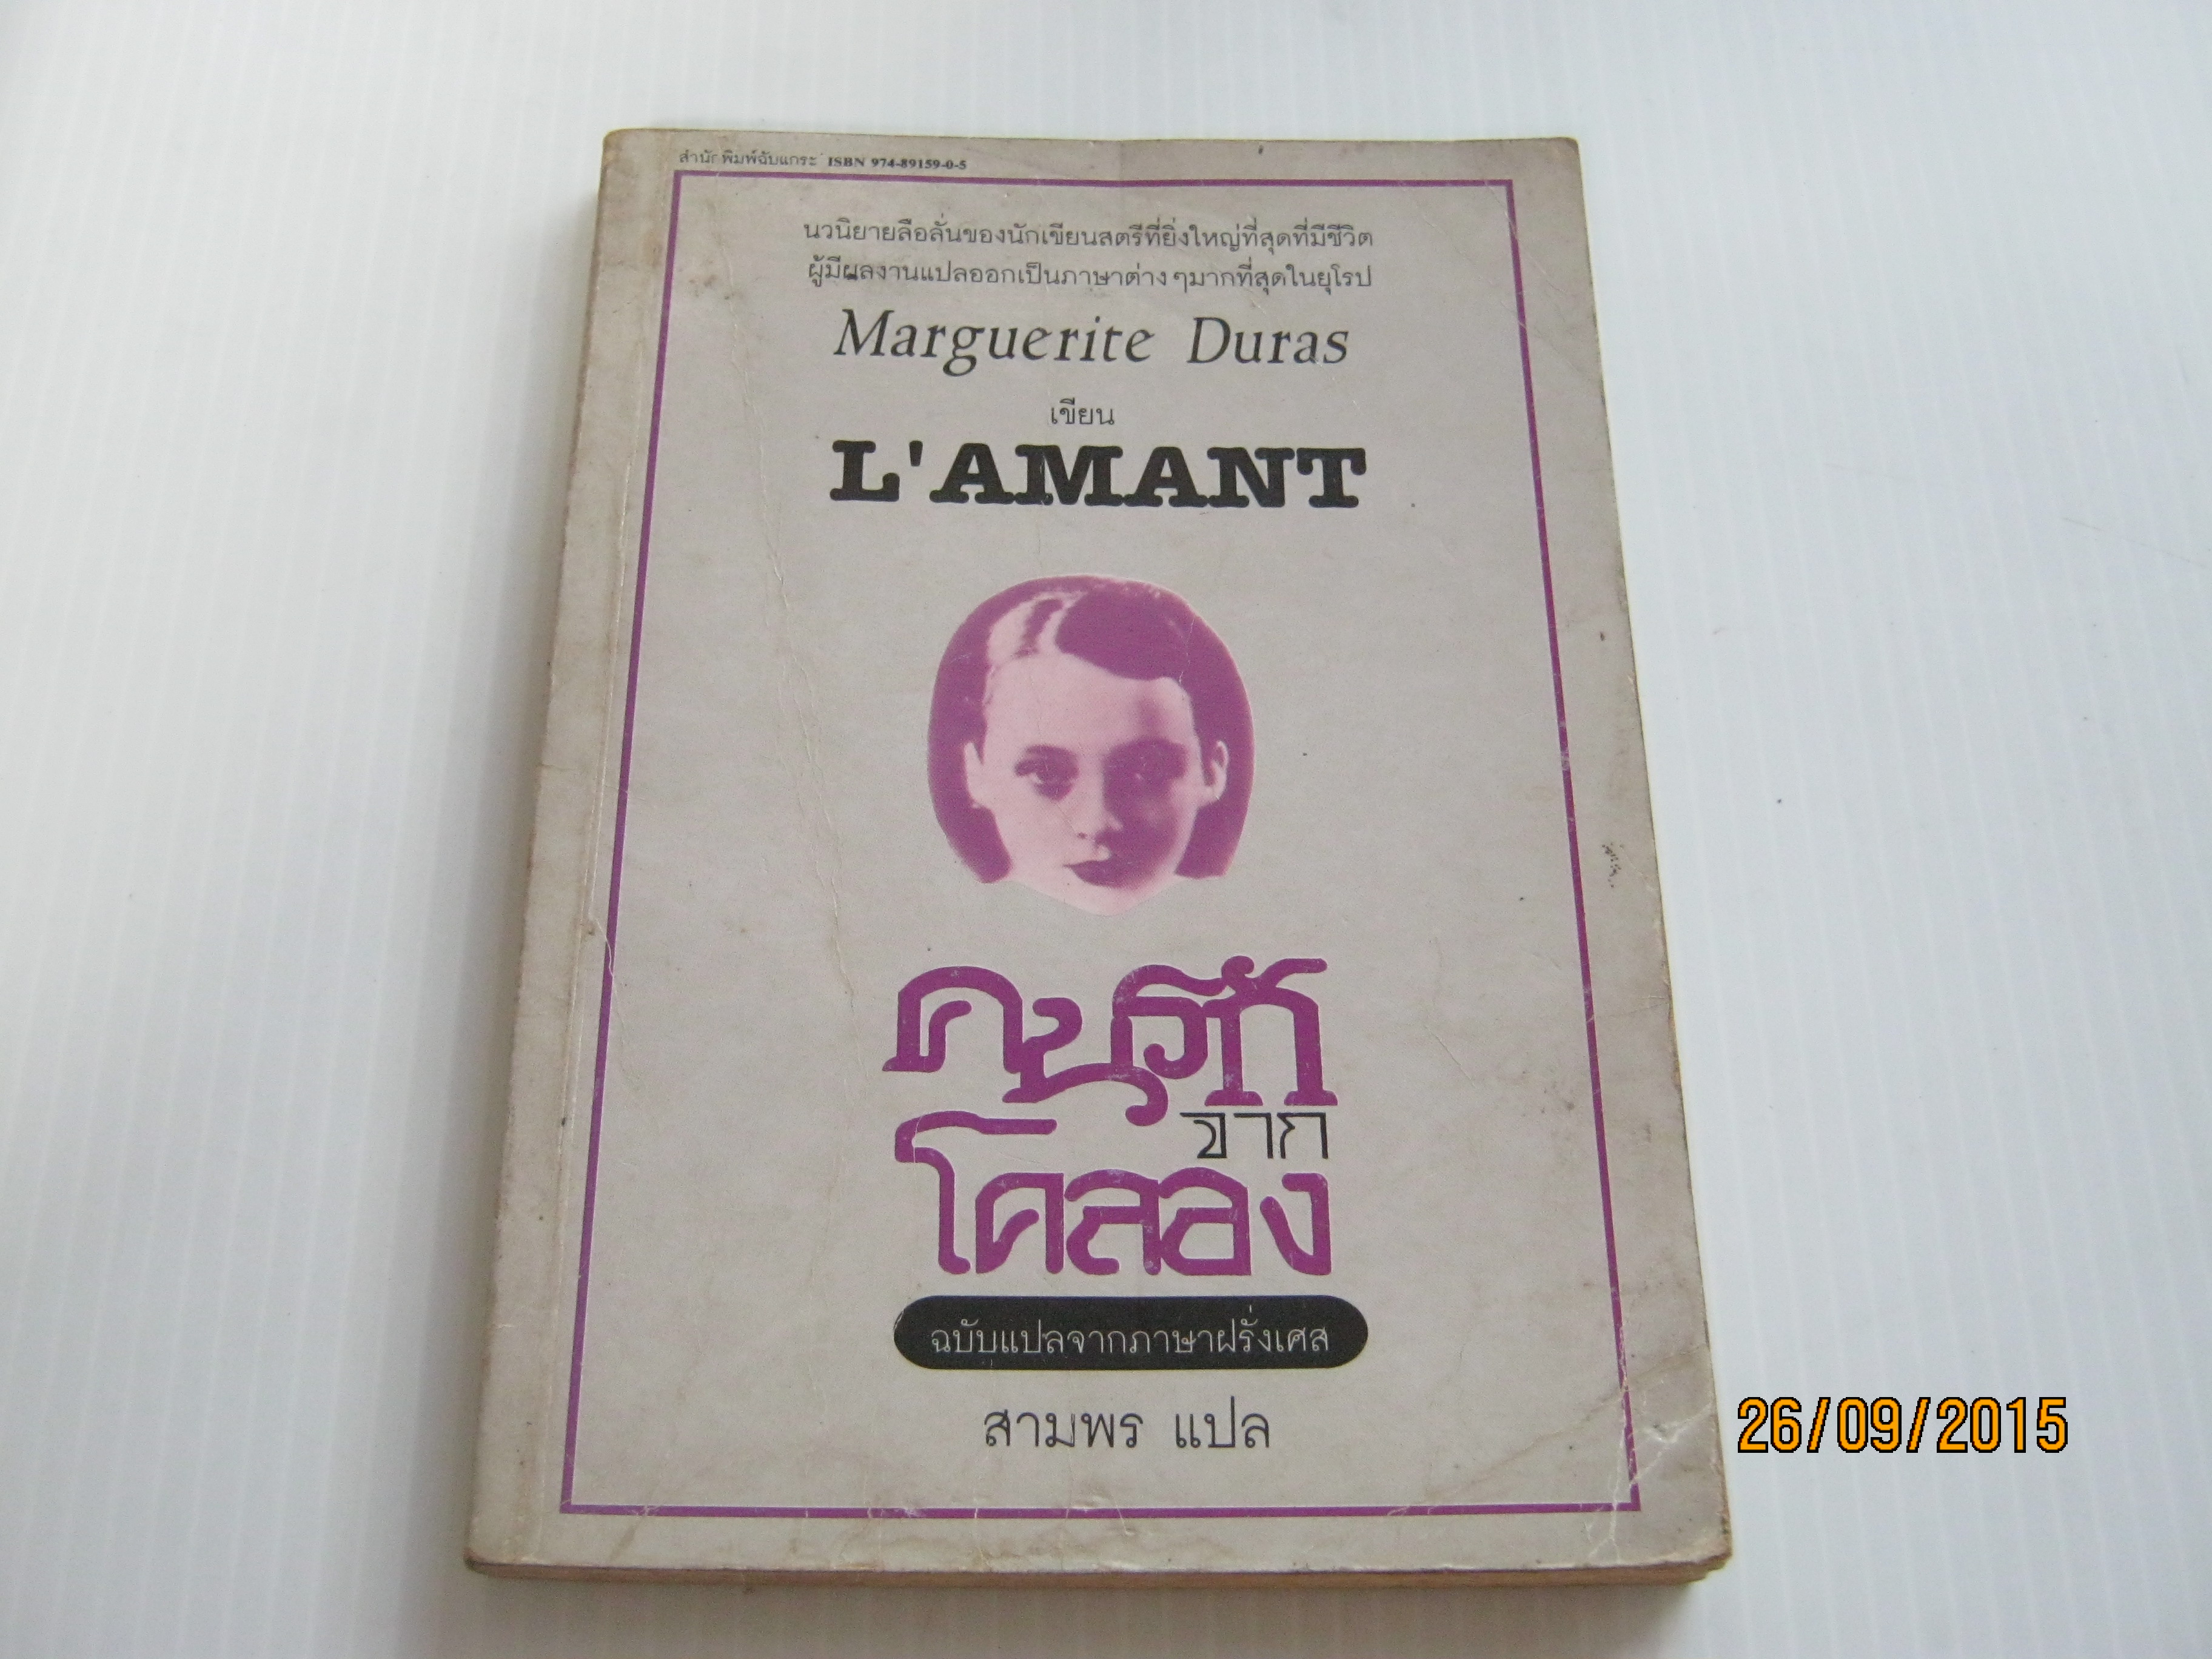 สำนักพิมพ์ฉับแกระ ISBN 974-89159-0-5
นวนิยายลือลั่นของนักเขียนสตรีที่ยิ่งใหญ่ที่สุดที่มีชีวิต
ผู้มีผลงานแปลออกเป็นภาษาต่างๆมากที่สุดในยุโรป
Marguerite Duras
เขียน
L'AMANT
คนรัก
จาก
โคลอง
ฉบับแปลจากภาษาฝรั่งเศส
สามพร แปล
26/09/2015